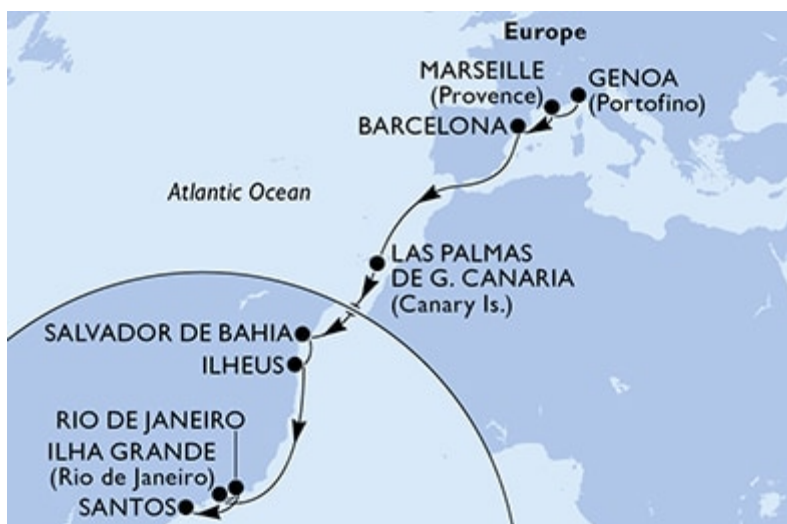 Europe
MARSEILLE
(Provence)
GENOA
(Portofino)
BARCELONA
Atlantic Ocean
LAS PALMAS
DE G. CANARIA
(Canary Is.)
SALVADOR DE BAHIA
ILHEUS
RIO DE JANEIRO
ILHA GRANDE
(Rio de Janeiro)
SANTOS